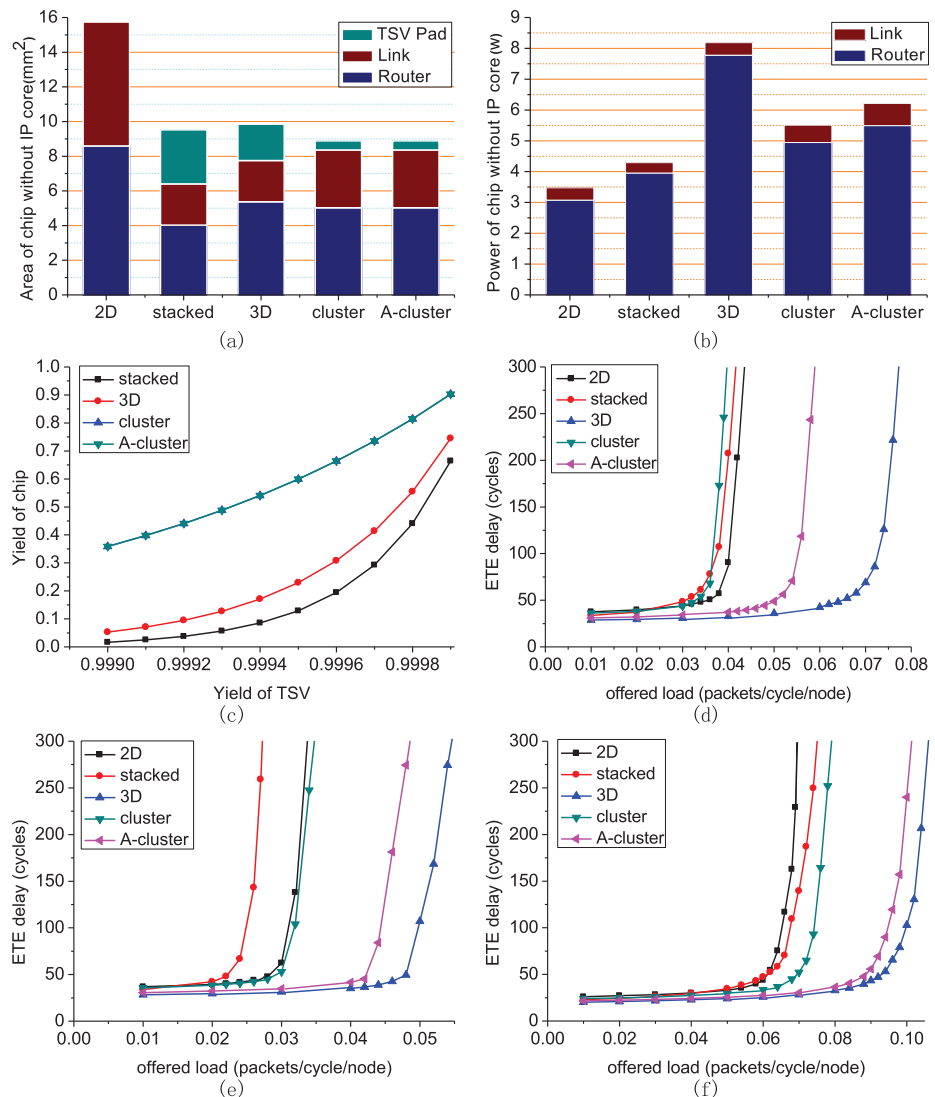 Area of chip without IP core(mm²)
16
14
12
10
8
6
4
2
0
TSV Pad
Link
Router
2D
stacked
3D
cluster
A-cluster
(a)
Power of chip without IP core(w)
9
8
7
6
5
4
3
2
1
0
Link
Router
2D
stacked
3D
cluster
A-cluster
(b)
Yield of chip
1.0
0.9
0.8
0.7
0.6
0.5
0.4
0.3
0.2
0.1
0.0
stacked
3D
cluster
A-cluster
0.9990
0.9992
0.9994
0.9996
0.9998
Yield of TSV
(c)
ETE delay (cycles)
300
250
200
150
100
50
0
2D
stacked
3D
cluster
A-cluster
0.00
0.01
0.02
0.03
0.04
0.05
0.06
0.07
0.08
offered load (packets/cycle/node)
(d)
ETE delay (cycles)
300
250
200
150
100
50
0
2D
stacked
3D
cluster
A-cluster
0.00
0.01
0.02
0.03
0.04
0.05
offered load (packets/cycle/node)
(e)
ETE delay (cycles)
300
250
200
150
100
50
0
2D
stacked
3D
cluster
A-cluster
0.00
0.02
0.04
0.06
0.08
0.10
offered load (packets/cycle/node)
(f)